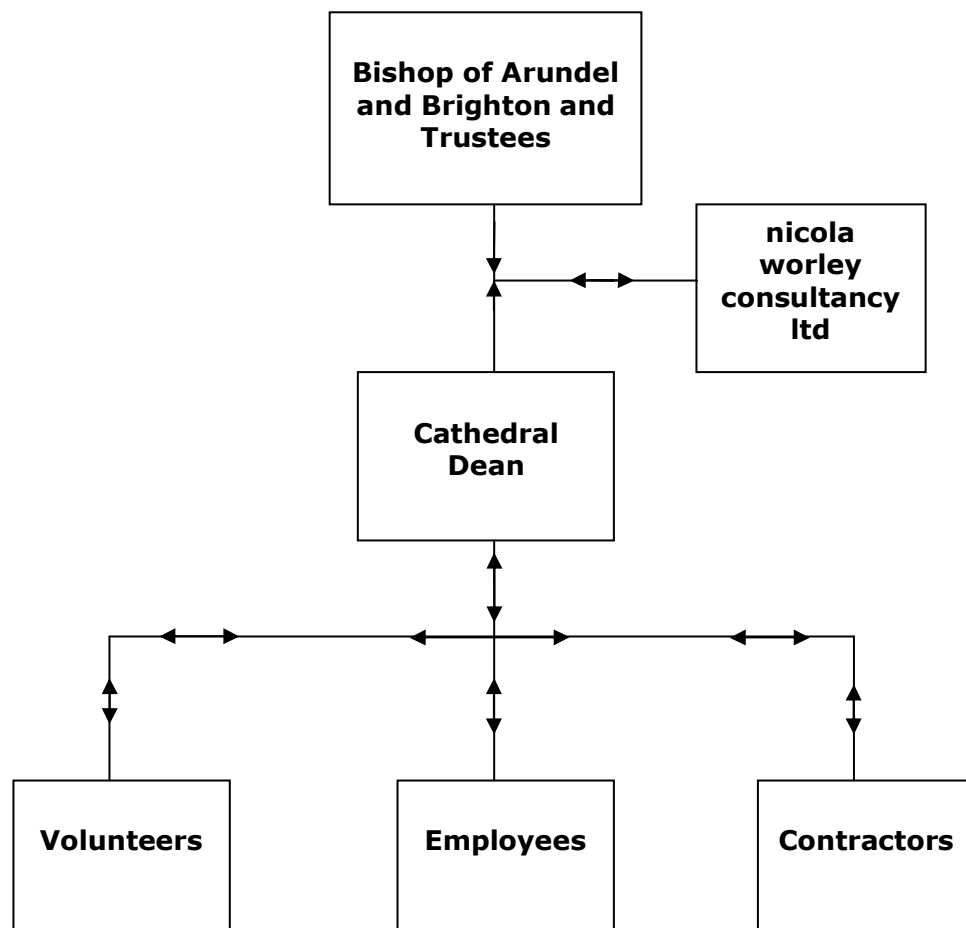 Bishop of Arundel
and Brighton and
Trustees
nicola
worley
consultancy
ltd
Cathedral
Dean
Volunteers
Employees
Contractors